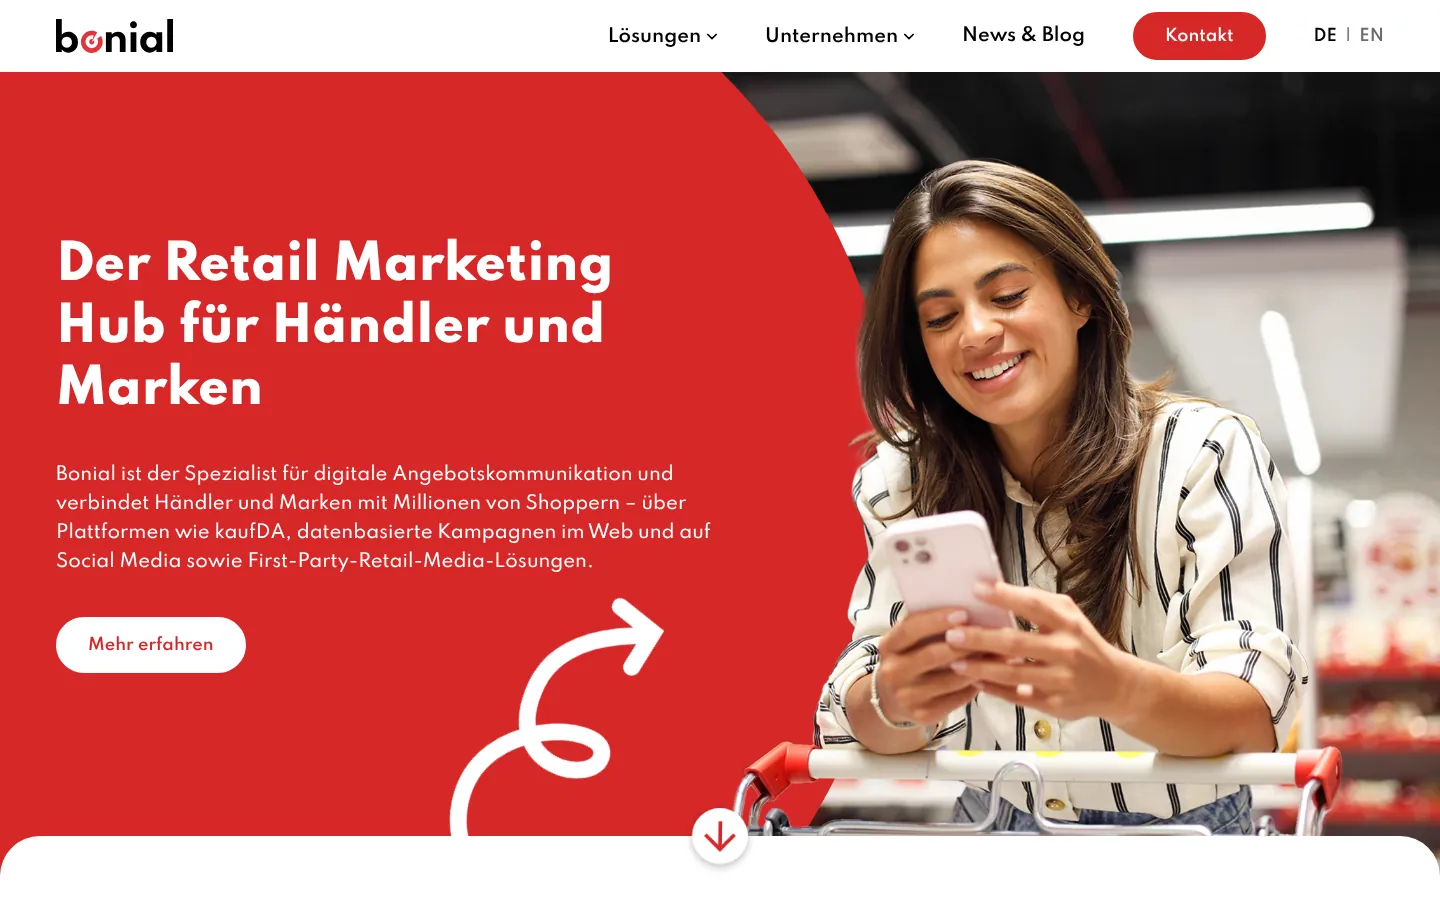 bonial
Lösungen
Unternehmen
News & Blog
Kontakt
DE | EN
Der Retail Marketing
Hub für Händler und
Marken
Bonial ist der Spezialist für digitale Angebotskommunikation und
verbindet Händler und Marken mit Millionen von Shoppern – über
Plattformen wie kaufDA, datenbasierte Kampagnen im Web und auf
Social Media sowie First-Party-Retail-Media-Lösungen.
Mehr erfahren